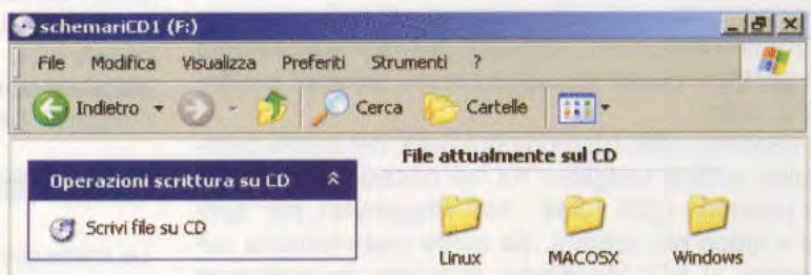 schemariCD1 (F:)
File Modifica Visualizza Preferiti Strumenti ?
Indietro Cerca Cartelle
File attualmente sul CD
Operazioni scrittura su CD
Scrivi file su CD
Linux MACOSX Windows